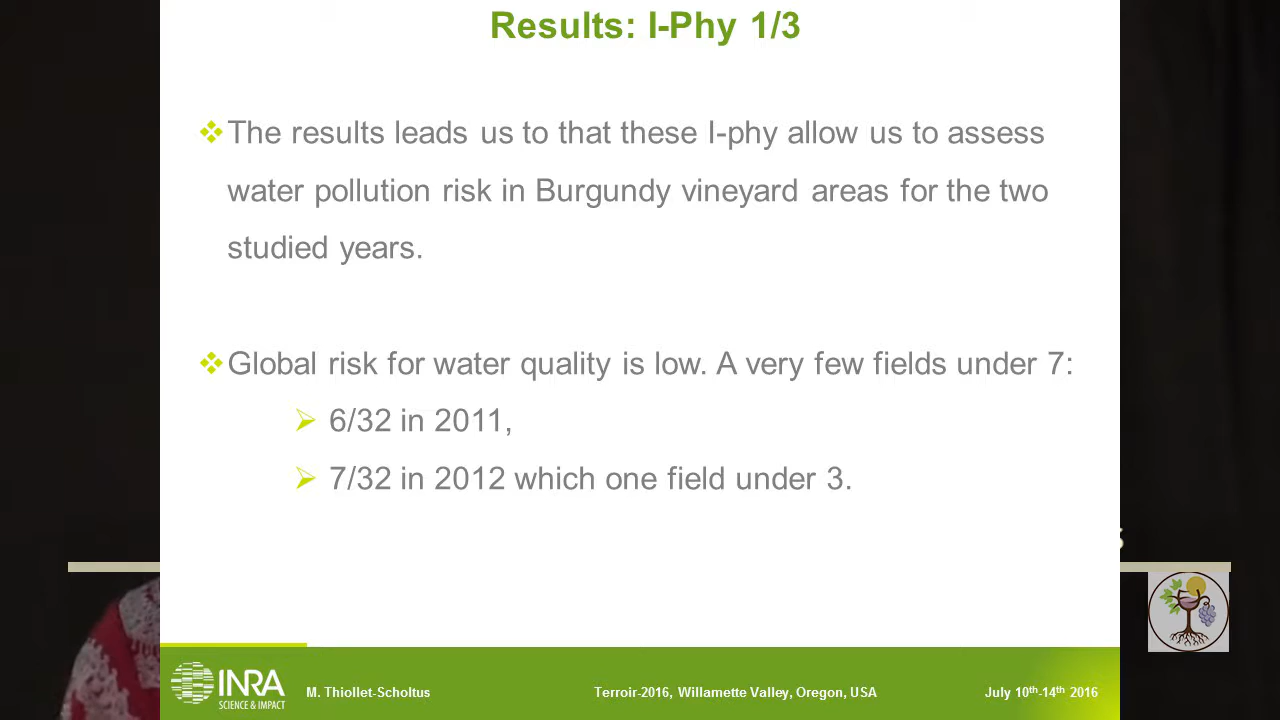 Results: I-Phy 1/3
The results leads us to that these I-phy allow us to assess
water pollution risk in Burgundy vineyard areas for the two
studied years.
Global risk for water quality is low. A very few fields under 7:
6/32 in 2011,
7/32 in 2012 which one field under 3.
INRA
SCIENCE & IMPACT
M. Thiollet-Scholtus
Terroir-2016, Willamette Valley, Oregon, USA
July 10th-14th 2016